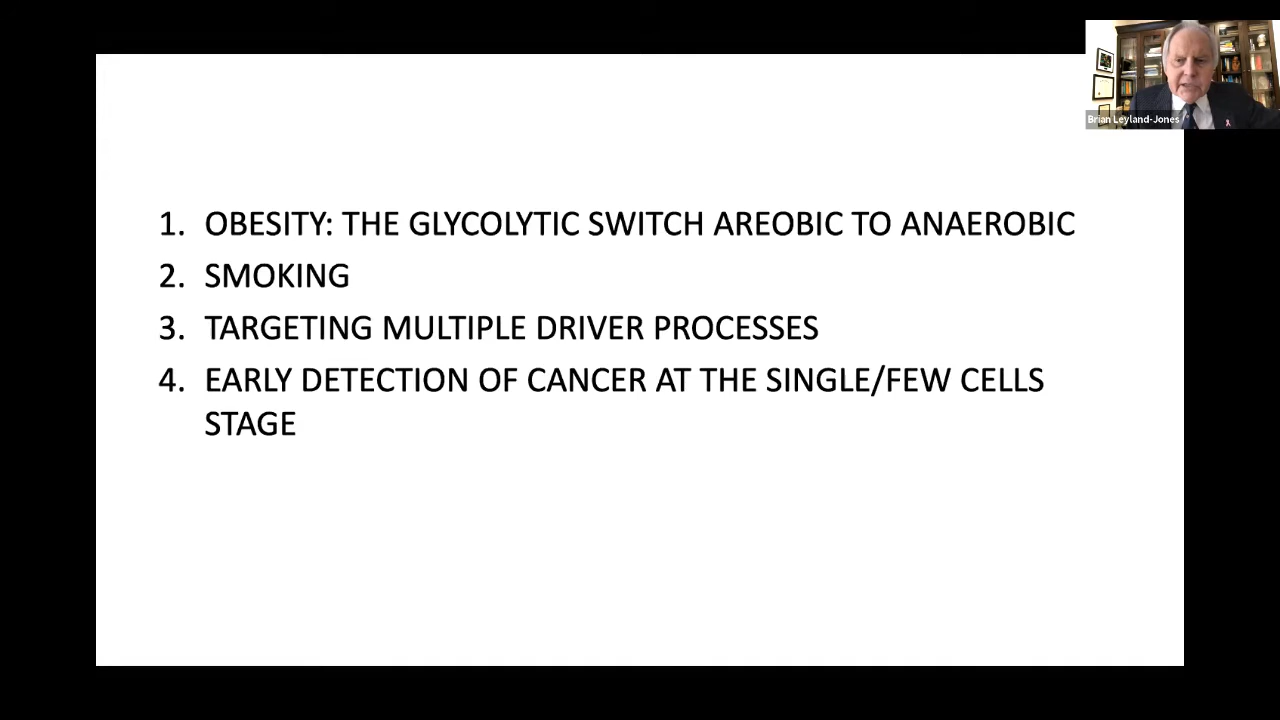 Brian Leyland-Jones
1. OBESITY: THE GLYCOLYTIC SWITCH AREOBIC TO ANAEROBIC
2. SMOKING
3. TARGETING MULTIPLE DRIVER PROCESSES
4. EARLY DETECTION OF CANCER AT THE SINGLE/FEW CELLS
STAGE